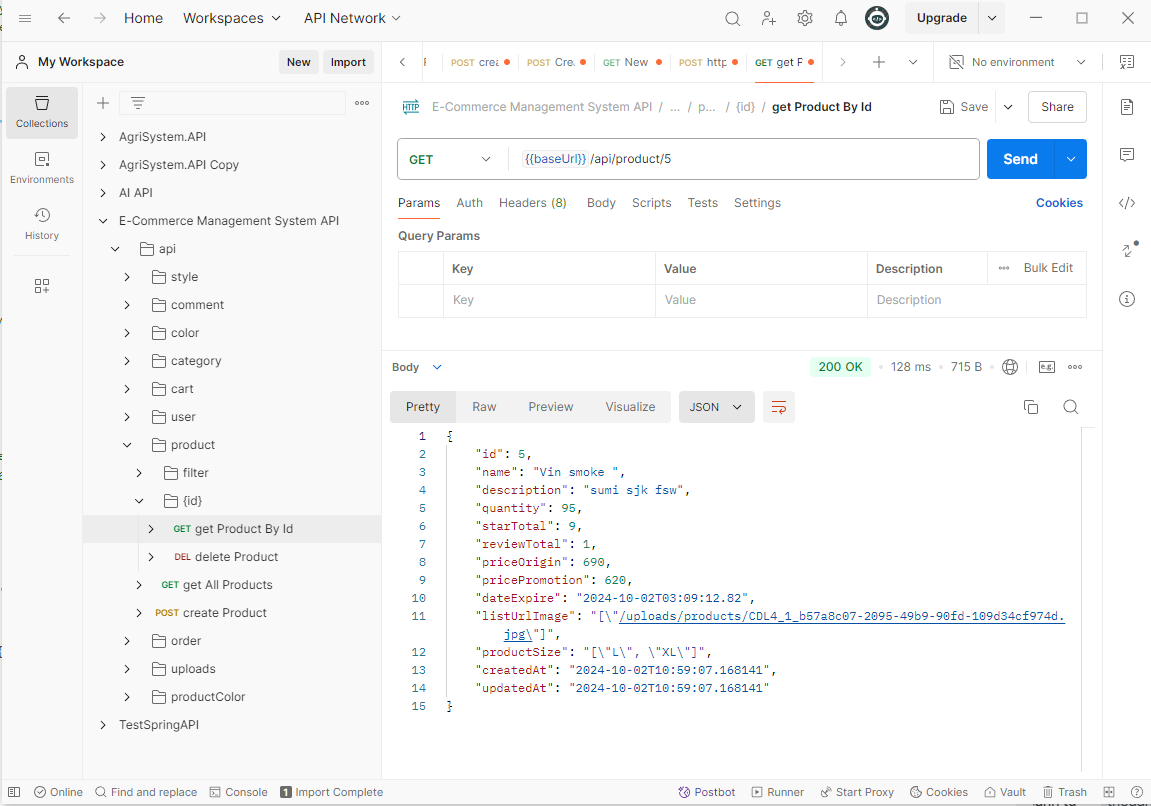 Home Workspaces API Network Upgrade
My Workspace New Import
POST crea POST Cre. GET New POST http GET get P No environment
Collections
Environments
History
AgriSystem.API
AgriSystem.API Copy
AI API
E-Commerce Management System API
api
style
comment
color
category
cart
user
product
filter
{id}
GET get Product By Id
DEL delete Product
GET get All Products
POST create Product
order
uploads
productColor
TestSpringAPI
HTTP E-Commerce Management System API / ... / p... / {id} / get Product By Id Save Share
GET {{baseUrl}} /api/product/5 Send
Params Auth Headers (8) Body Scripts Tests Settings Cookies
Query Params
Key Value Description Bulk Edit
Key Value Description
Body 200 OK 128 ms 715 B e.g.
Pretty Raw Preview Visualize JSON
1 {
2 "id": 5,
3 "name": "Vin smoke ",
4 "description": "sumi sjk fsw",
5 "quantity": 95,
6 "starTotal": 9,
7 "reviewTotal": 1,
8 "priceOrigin": 690,
9 "pricePromotion": 620,
10 "dateExpire": "2024-10-02T03:09:12.82",
11 "listUrlImage": "[\"/uploads/products/CDL4_1_b57a8c07-2095-49b9-90fd-109d34cf974d.
jpg\"]",
12 "productSize": "[\"L\", \"XL\"]",
13 "createdAt": "2024-10-02T10:59:07.168141",
14 "updatedAt": "2024-10-02T10:59:07.168141"
15 }
Online Find and replace Console 1 Import Complete Postbot Runner Start Proxy Cookies Vault Trash